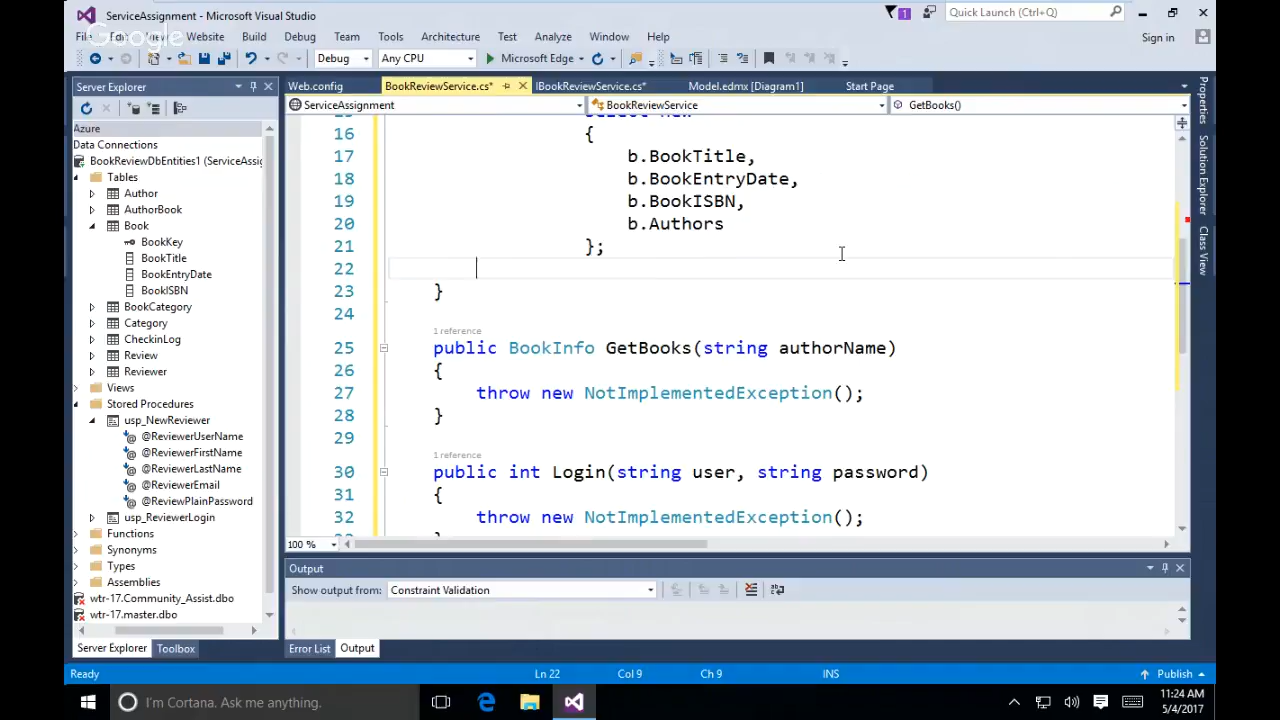 ServiceAssignment - Microsoft Visual Studio
1
Quick Launch (Ctrl+Q)
Google
File Edit View Website Build Debug Team Tools Architecture Test Analyze Window Help
Sign in
Debug Any CPU Microsoft Edge
Server Explorer
Web.config BookReviewService.cs* IBookReviewService.cs* Model.edmx [Diagram1] Start Page
ServiceAssignment BookReviewService GetBooks()
Azure
Data Connections
BookReviewDbEntities1 (ServiceAssig
Tables
Author
AuthorBook
Book
BookKey
BookTitle
BookEntryDate
BookISBN
BookCategory
Category
CheckinLog
Review
Reviewer
Views
Stored Procedures
usp_NewReviewer
@ReviewerUserName
@ReviewerFirstName
@ReviewerLastName
@ReviewerEmail
@ReviewPlainPassword
usp_ReviewerLogin
Functions
Synonyms
Types
Assemblies
wtr-17.Community_Assist.dbo
wtr-17.master.dbo
Server Explorer Toolbox
15 select new
16 {
17 b.BookTitle,
18 b.BookEntryDate,
19 b.BookISBN,
20 b.Authors
21 };
22
23 }
24
1 reference
25 public BookInfo GetBooks(string authorName)
26 {
27 throw new NotImplementedException();
28 }
29
1 reference
30 public int Login(string user, string password)
31 {
32 throw new NotImplementedException();
100 %
Properties
Solution Explorer
Class View
Output
Show output from: Constraint Validation
Error List Output
Ready Ln 22 Col 9 Ch 9 INS Publish
I'm Cortana. Ask me anything.
11:24 AM
5/4/2017